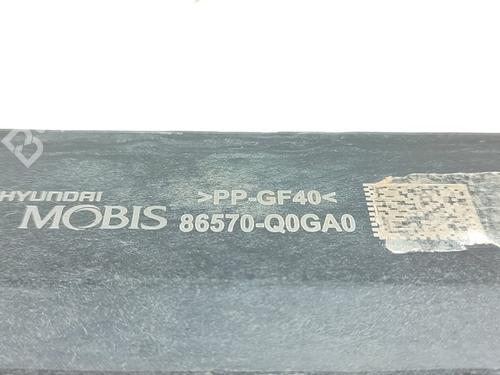 HYUNDAI
MOBIS
>PP-GF40<
86570-Q0GA0